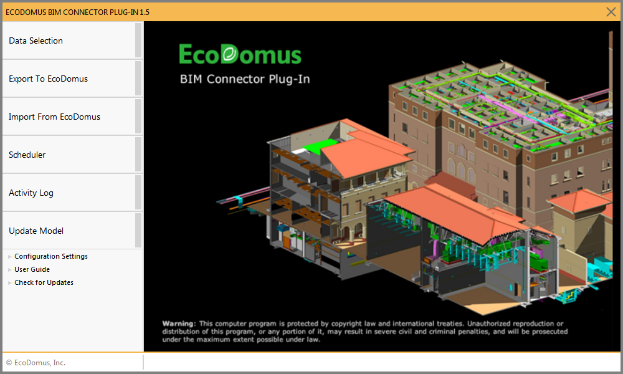 ECODOMUS BIM CONNECTOR PLUG-IN 1.5
Data Selection
Export To EcoDomus
Import From EcoDomus
Scheduler
Activity Log
Update Model
Configuration Settings
User Guide
Check for Updates
EcoDomus
BIM Connector Plug-In
Warning: This computer program is protected by copyright law and international treaties. Unauthorized reproduction or
distribution of this program, or any portion of it, may result in severe civil and criminal penalties, and will be prosecuted
under the maximum extent possible under law.
© EcoDomus, Inc.